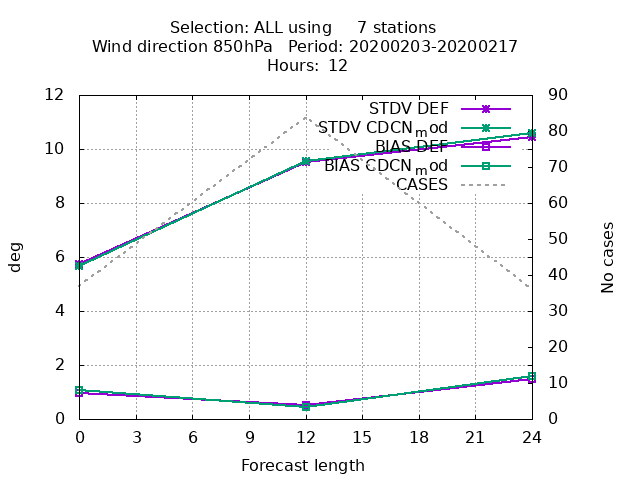 Selection: ALL using     7 stations
Wind direction 850hPa   Period: 20200203-20200217
Hours:  12
STDV DEF
STDV CDCN_mod
BIAS DEF
BIAS CDCN_mod
CASES
deg
12
10
8
6
4
2
0
90
80
70
60
50
40
30
20
10
0
No cases
0 3 6 9 12 15 18 21 24
Forecast length